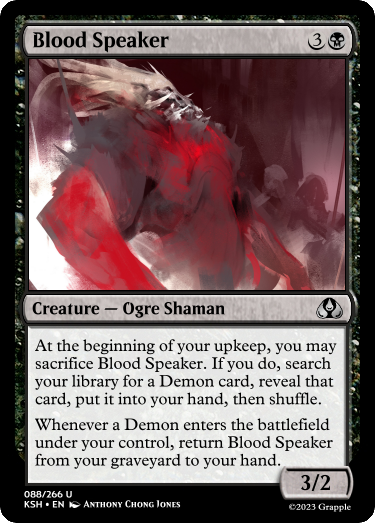 Blood Speaker 3
Creature — Ogre Shaman
At the beginning of your upkeep, you may
sacrifice Blood Speaker. If you do, search
your library for a Demon card, reveal that
card, put it into your hand, then shuffle.
Whenever a Demon enters the battlefield
under your control, return Blood Speaker
from your graveyard to your hand.
3/2
088/266 U
KSH • EN Anthony Chong Jones
©2023 Grapple